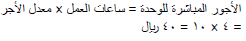 الأجور المباشرة للوحدة = ساعات العمل × معدل الأجر
= ٤ × ١٠ = ٤٠ ريال